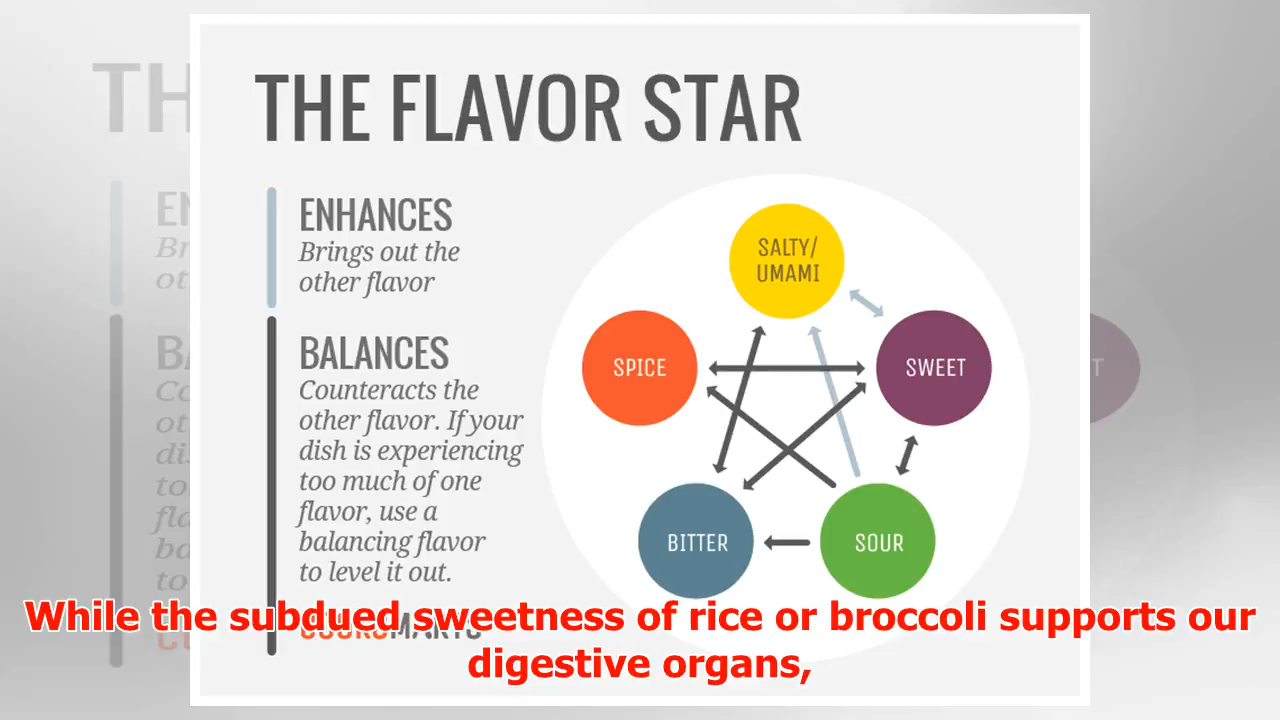 THE FLAVOR STAR
ENHANCES
Brings out the
other flavor
BALANCES
Counteracts the
other flavor. If your
dish is experiencing
too much of one
flavor, use a
balancing flavor
to level it out.
SALTY/
UMAMI
SPICE
SWEET
BITTER
SOUR
While the subdued sweetness of rice or broccoli supports our
digestive organs,